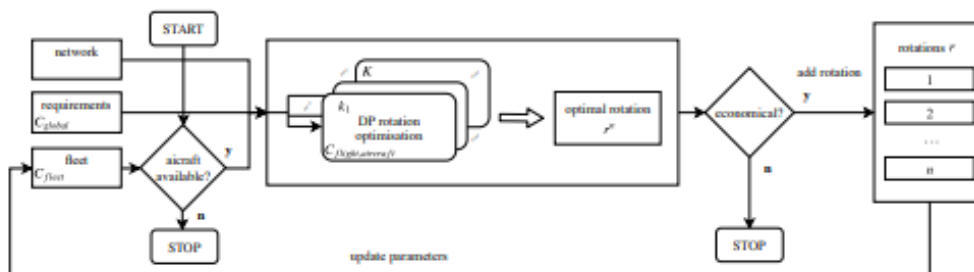 START
network
requirements
C_global
fleet
C_fleet
aicraft
available?
y
n
STOP
K
k_1
DP rotation
optimisation
C_flight,aircraft
optimal rotation
economical?
n
STOP
add rotation
y
rotations r
1
2
...
n
update parameters